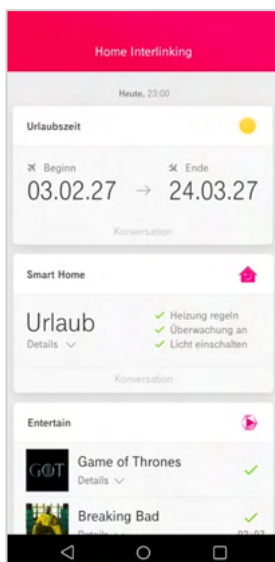 Home Interlinking
Heute, 23:00
Urlaubszeit
Beginn
Ende
03.02.27 → 24.03.27
Konversation
Smart Home
Urlaub
Details
✓ Heizung regeln
✓ Überwachung an
✓ Licht einschalten
Konversation
Entertain
GOT
Game of Thrones
Details
Breaking Bad